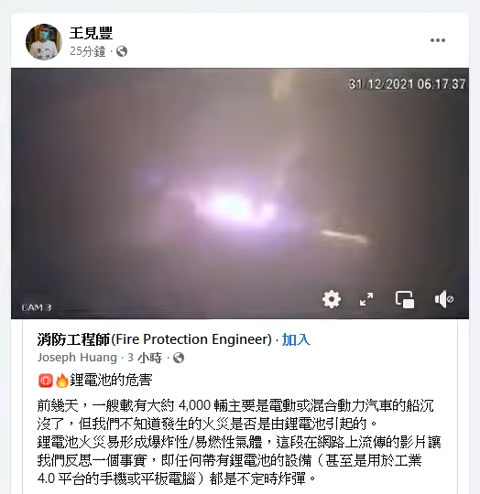 王見豐
25分鐘 ·
31/12/2021 06:17:37
CAM 3
消防工程師(Fire Protection Engineer) · 加入
Joseph Huang · 3 小時 ·
鋰電池的危害
前幾天，一艘載有大約 4,000 輛主要是電動或混合動力汽車的船沉
沒了，但我們不知道發生的火災是否是由鋰電池引起的。
鋰電池火災易形成爆炸性/易燃性氣體，這段在網路上流傳的影片讓
我們反思一個事實，即任何帶有鋰電池的設備（甚至是用於工業
4.0 平台的手機或平板電腦）都是不定時炸彈。